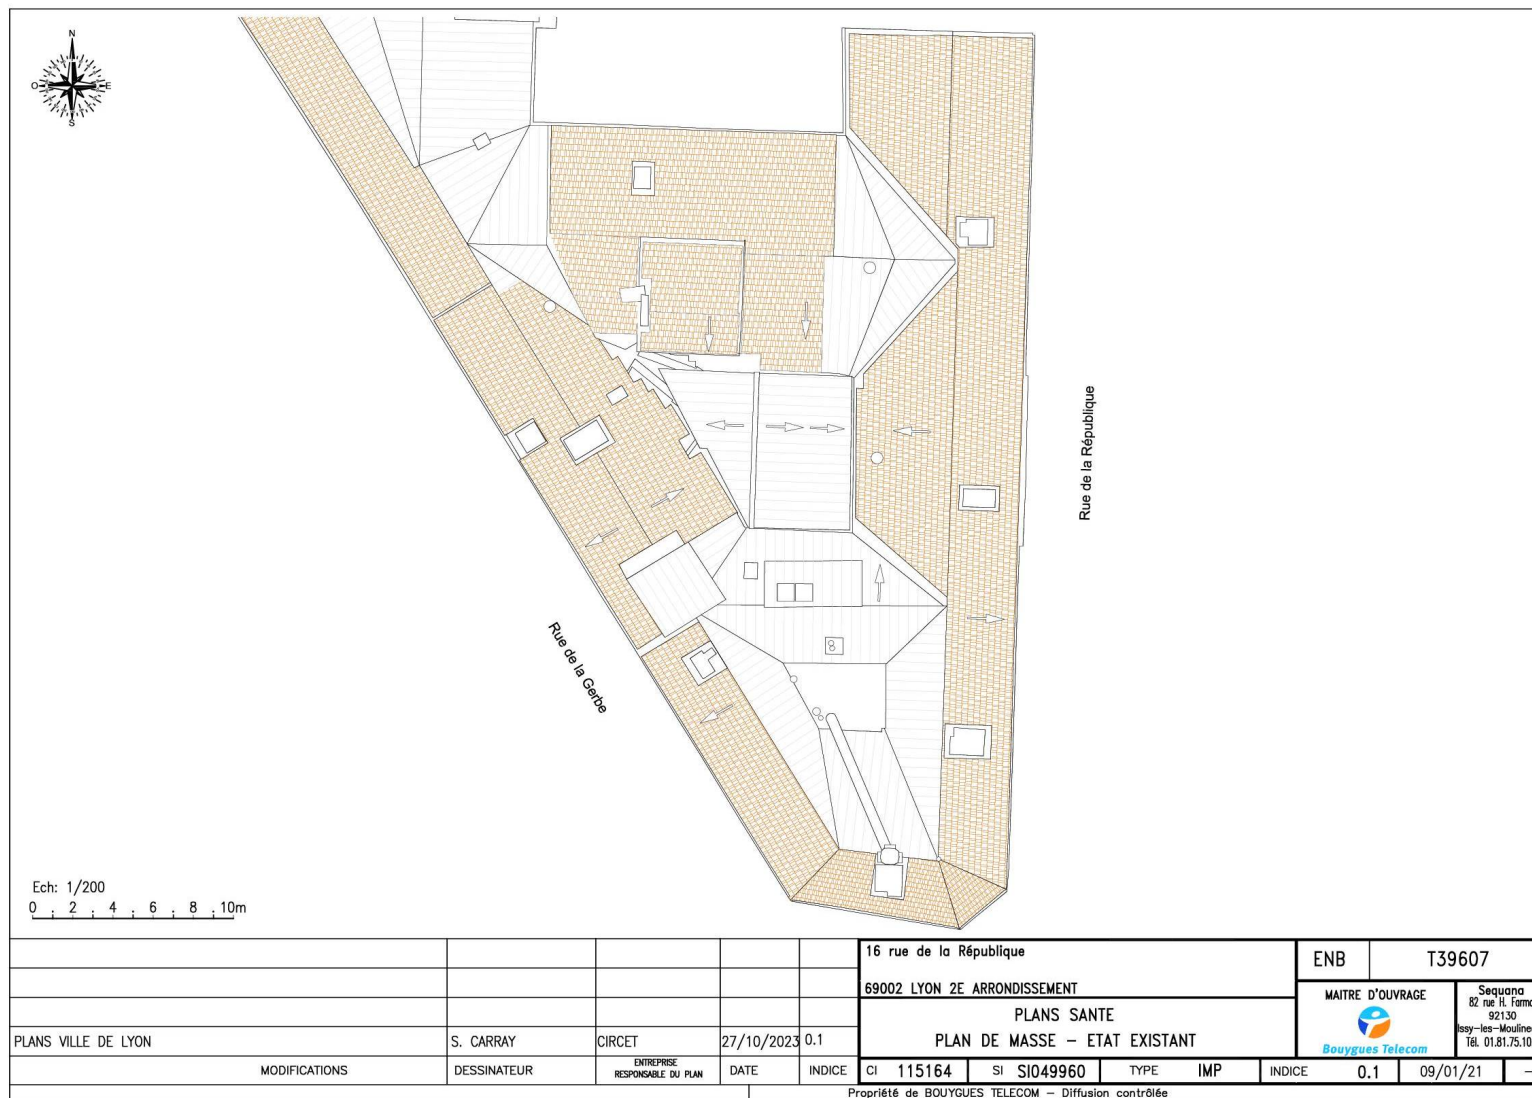 N
O
E
S
Rue de la République
Rue de la Gerbe
Ech: 1/200
0 2 4 6 8 10m
16 rue de la République
69002 LYON 2E ARRONDISSEMENT
ENB T39607
PLANS SANTE
PLAN DE MASSE – ETAT EXISTANT
MAITRE D'OUVRAGE
Bouygues Telecom
Sequana
82 rue H.
92130
Tél. 01.81.75.10
PLANS VILLE DE LYON S. CARRAY CIRCET 27/10/2023 0.1
MODIFICATIONS DESSINATEUR ENTREPRISE RESPONSABLE DU PLAN DATE INDICE
CI 115164 SI SI049960 TYPE IMP INDICE 0.1 09/01/21 –
Propriété de BOUYGUES TELECOM – Diffusion contrôlée